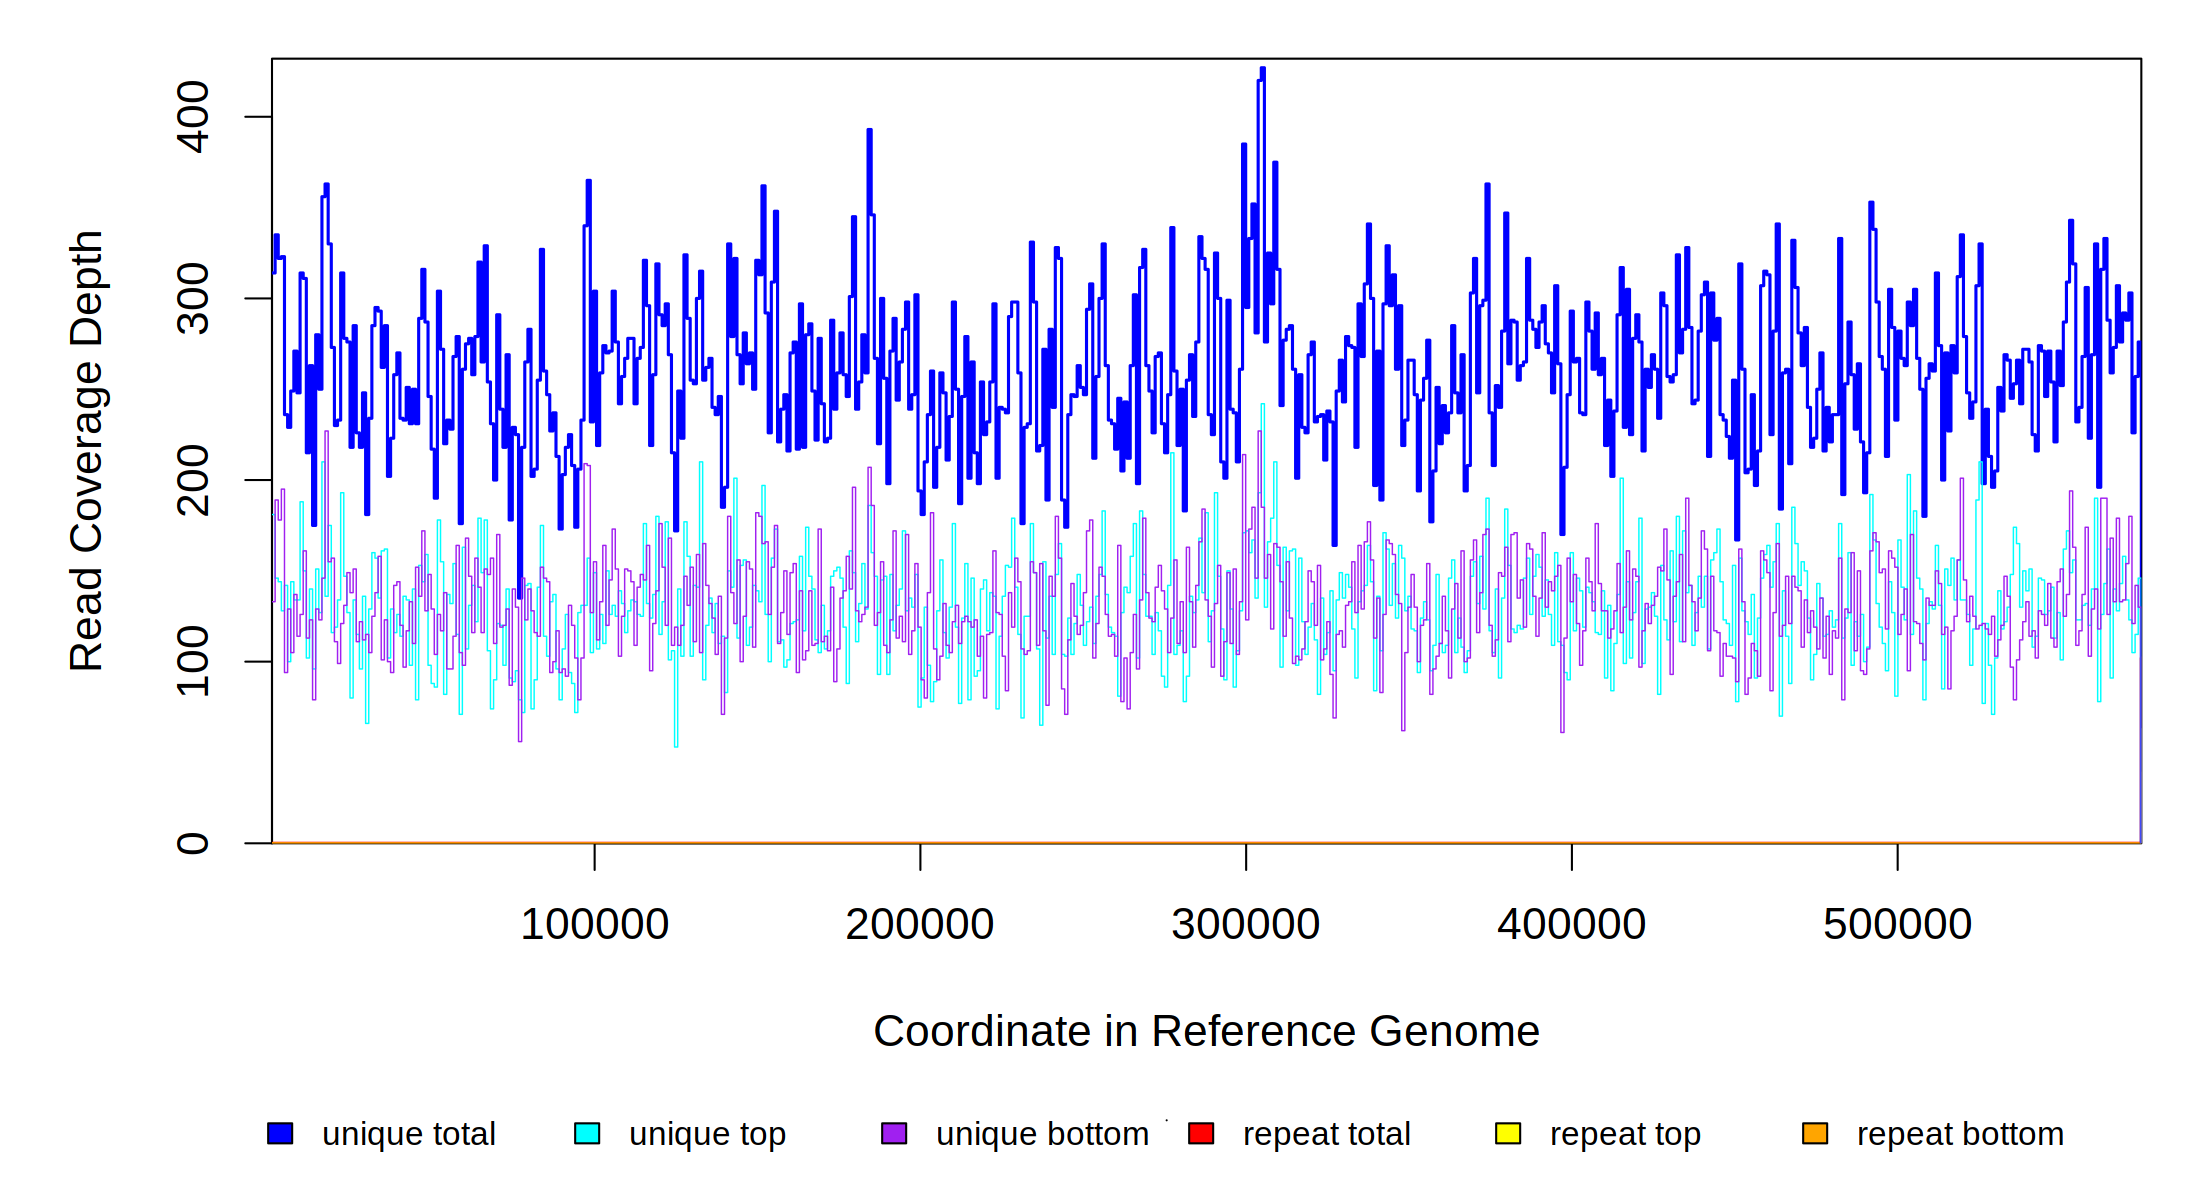 Read Coverage Depth
400
300
200
100
0
100000 200000 300000 400000 500000
Coordinate in Reference Genome
unique total unique top unique bottom repeat total repeat top repeat bottom